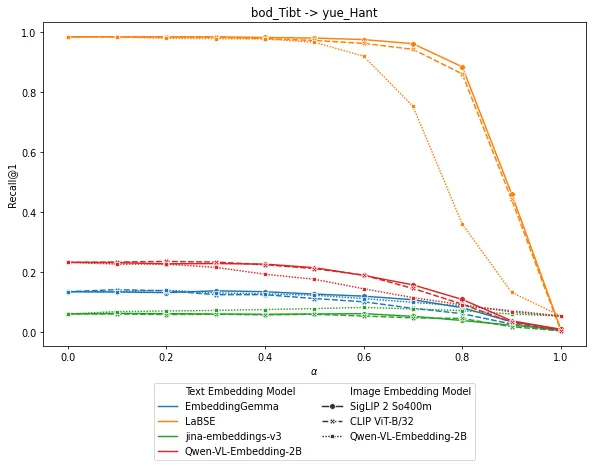 bod_Tibt -> yue_Hant
1.0
0.8
0.6
0.4
0.2
0.0
Recall@1
0.0 0.2 0.4 0.6 0.8 1.0
α
Text Embedding Model Image Embedding Model
EmbeddingGemma SigLIP 2 So400m
LaBSE CLIP ViT-B/32
jina-embeddings-v3 Qwen-VL-Embedding-2B
Qwen-VL-Embedding-2B